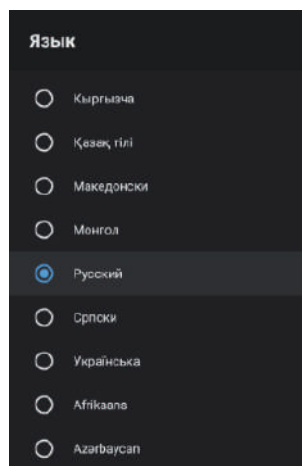 Язык
Кыргызча
Қазақ тілі
Македонски
Монгол
Русский
Српски
Українська
Afrikaans
Azərbaycan